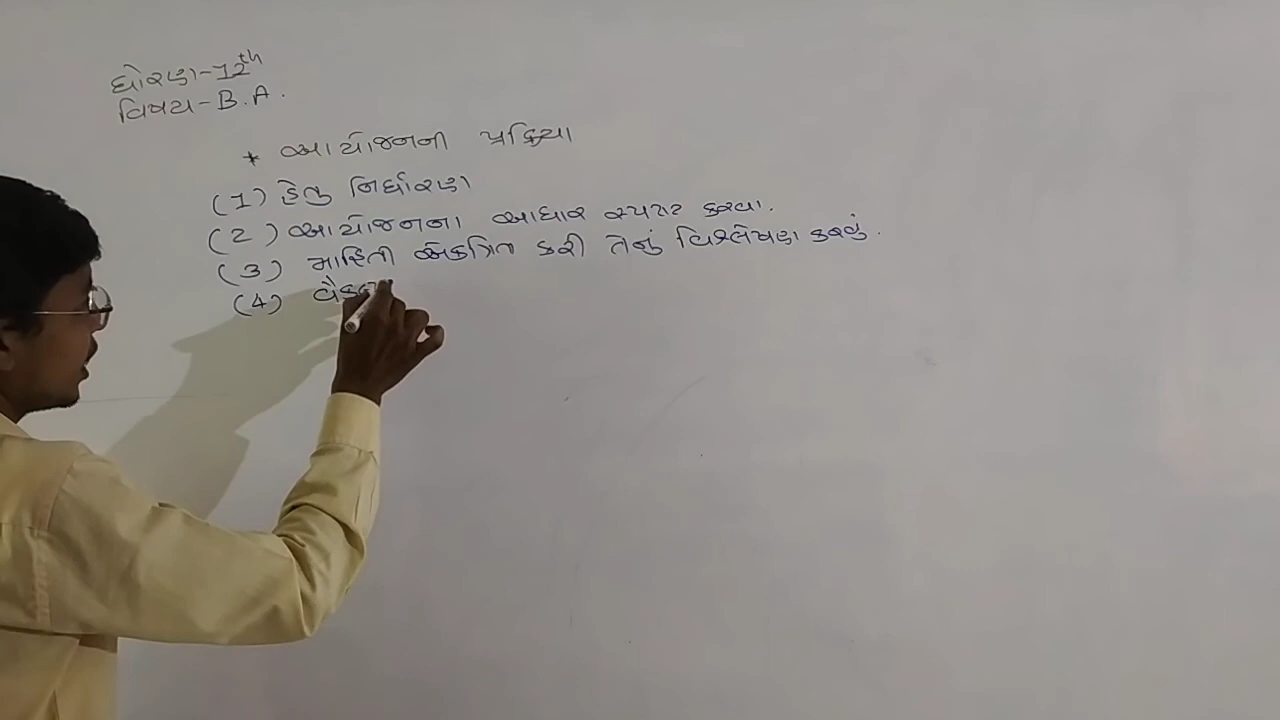 ધોરણ-12th
વિષય-B.A.
* આયોજનની પ્રક્રિયા
(1) હેતુ નિર્ધારણ
(2) આયોજનના આધાર સ્પષ્ટ કરવા.
(3) માહિતી એકત્રિત કરી તેનું વિશ્લેષણ કરવું.
(4)